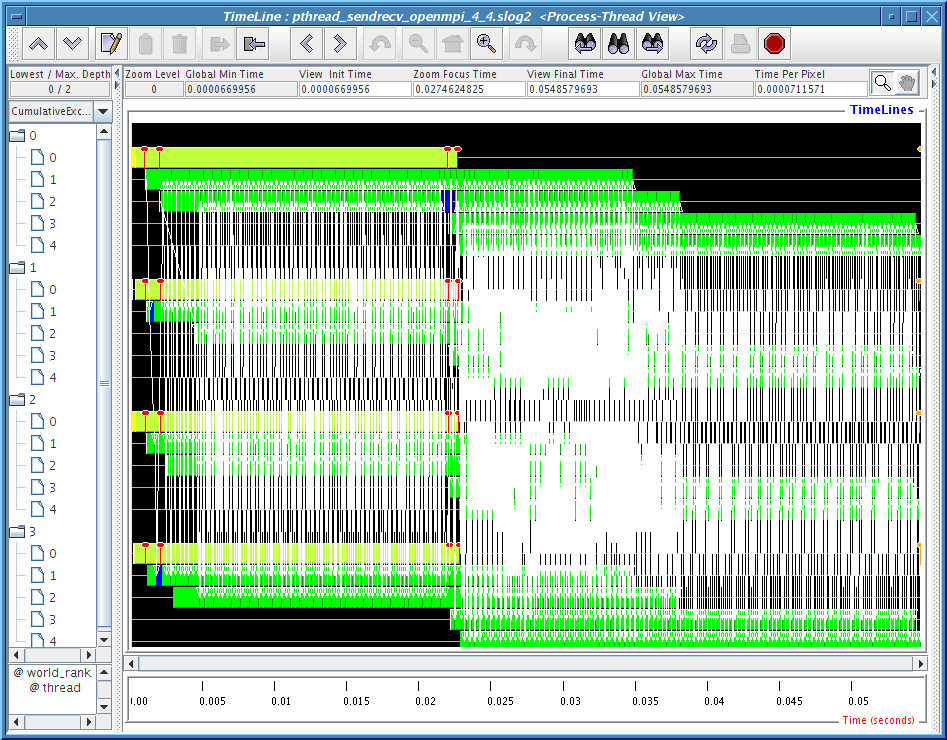 TimeLine : pthread_sendrecv_openmpi_4_4.slog2 <Process-Thread View>
Lowest / Max. Depth
0 / 2
Zoom Level Global Min Time View Init Time Zoom Focus Time View Final Time Global Max Time Time Per Pixel
0 0.0000669956 0.0000669956 0.0274624825 0.0548579693 0.0548579693 0.0000711571
CumulativeExc...
TimeLines
0
0
1
2
3
4
1
0
1
2
3
4
2
0
1
2
3
4
3
0
1
2
3
4
@ world_rank
@ thread
0.00 0.005 0.01 0.015 0.02 0.025 0.03 0.035 0.04 0.045 0.05
Time (seconds)